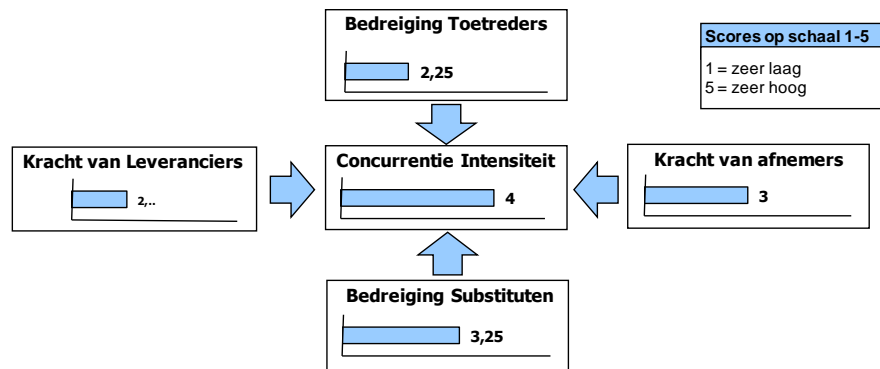 Bedreiging Toetreders
2,25
Scores op schaal 1-5
1 = zeer laag
5 = zeer hoog
Kracht van Leveranciers
2,..
Concurrentie Intensiteit
4
Kracht van afnemers
3
Bedreiging Substituten
3,25